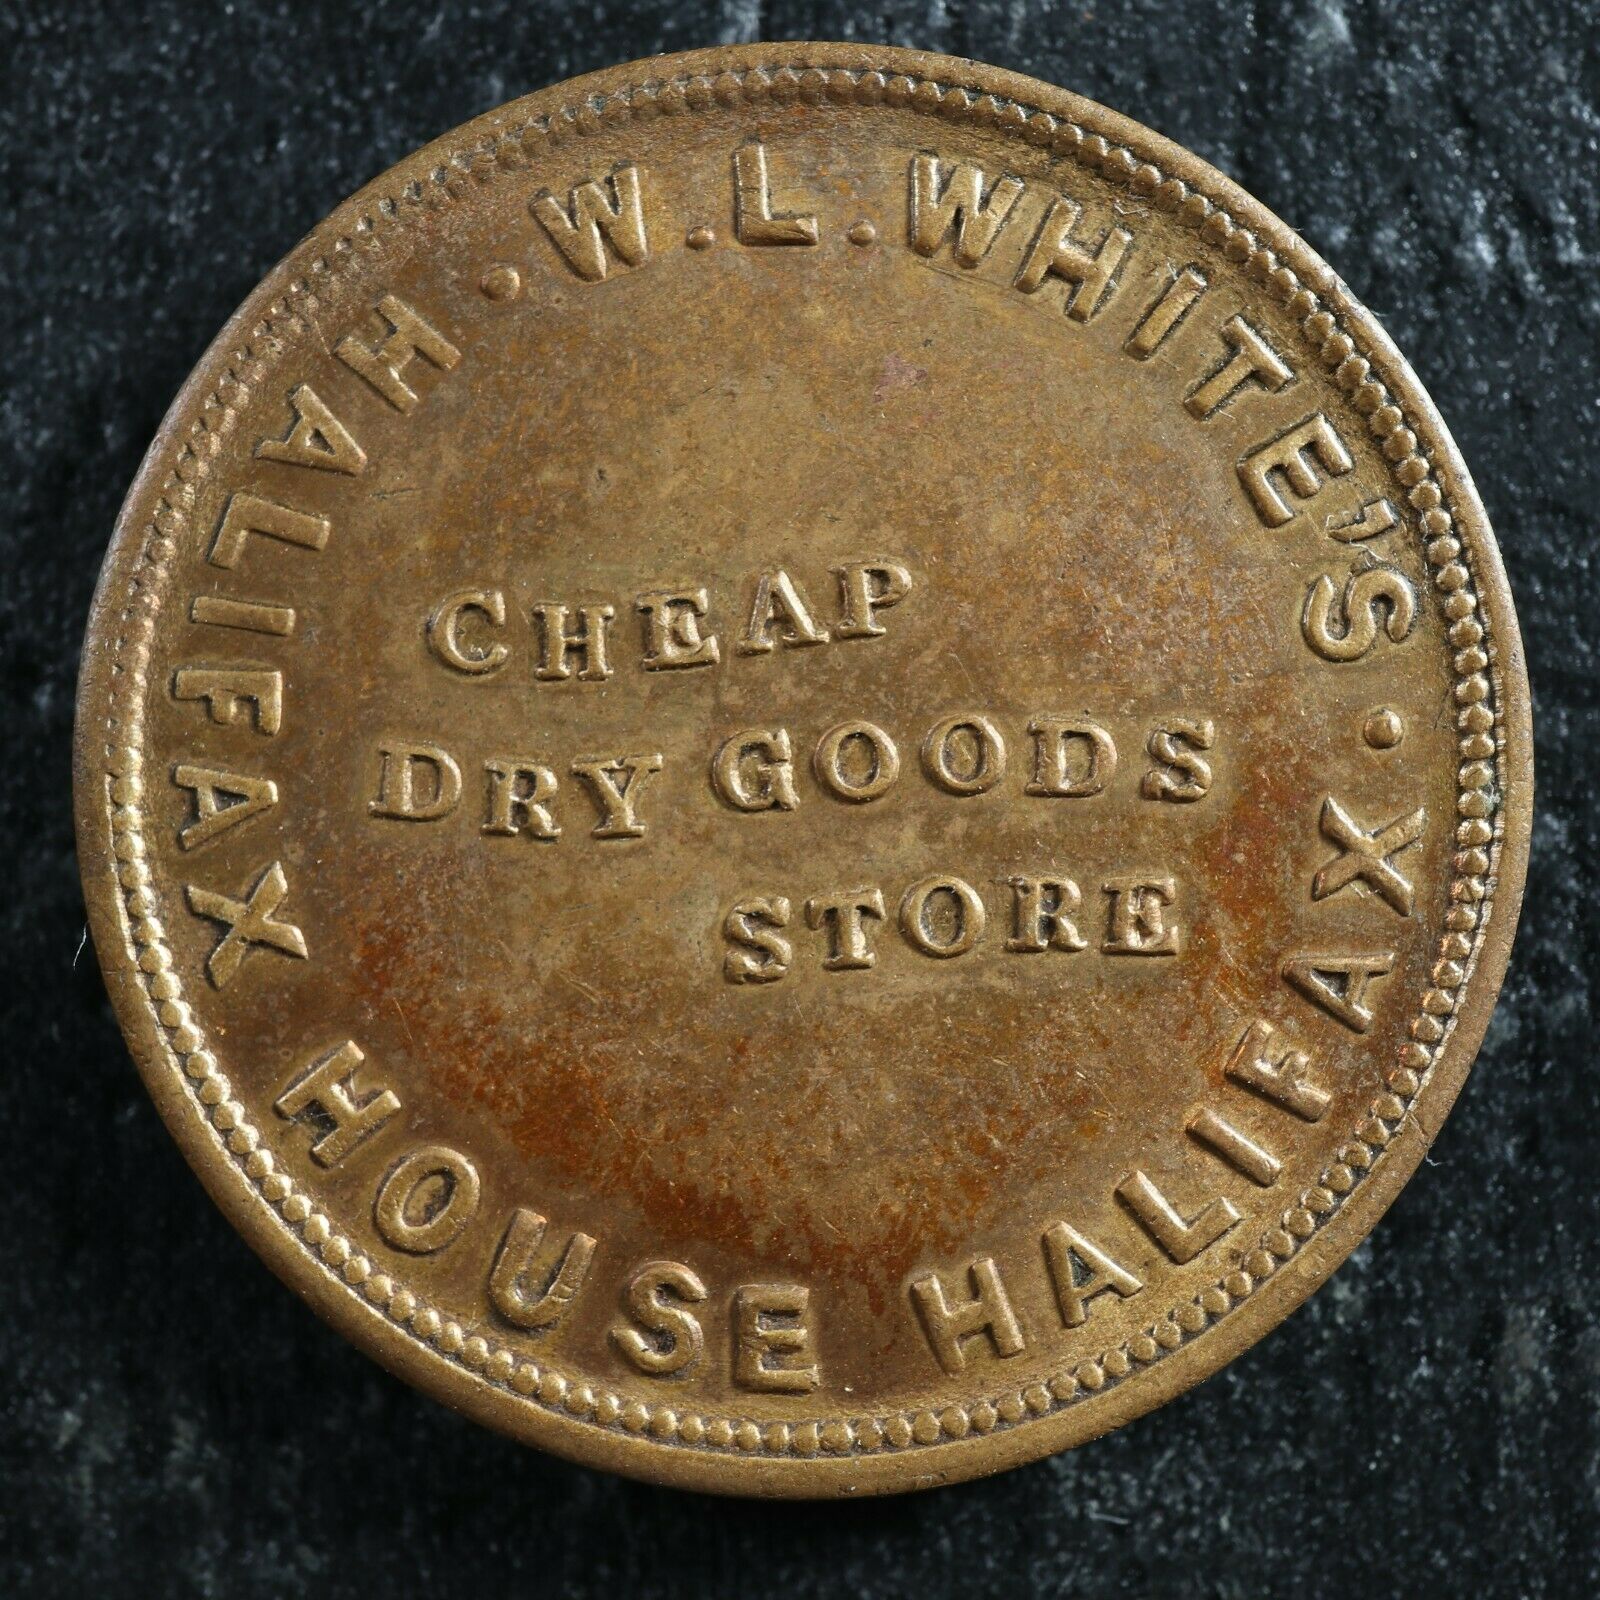 . W . L . WHITE'S .
HALIFAX HOUSE HALIFAX
CHEAP
DRY GOODS
STORE